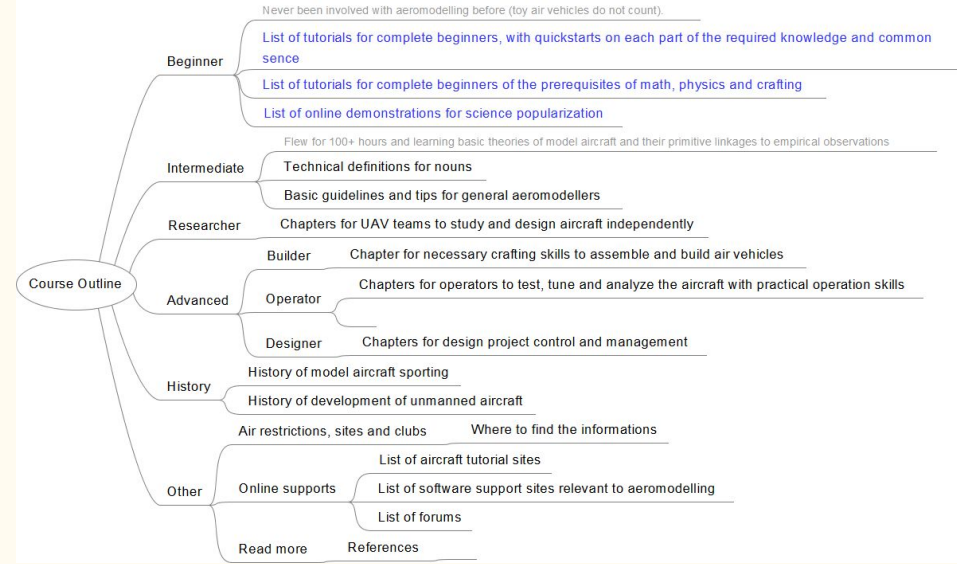 Never been involved with aeromodelling before (toy air vehicles do not count).
List of tutorials for complete beginners, with quickstarts on each part of the required knowledge and common
sence
Beginner
List of tutorials for complete beginners of the prerequisites of math, physics and crafting
List of online demonstrations for science popularization
Flew for 100+ hours and learning basic theories of model aircraft and their primitive linkages to empirical observations
Intermediate
Technical definitions for nouns
Basic guidelines and tips for general aeromodellers
Researcher
Chapters for UAV teams to study and design aircraft independently
Course Outline
Advanced
Builder
Chapter for necessary crafting skills to assemble and build air vehicles
Operator
Chapters for operators to test, tune and analyze the aircraft with practical operation skills
Designer
Chapters for design project control and management
History
History of model aircraft sporting
History of development of unmanned aircraft
Other
Air restrictions, sites and clubs
Where to find the informations
Online supports
List of aircraft tutorial sites
List of software support sites relevant to aeromodelling
List of forums
Read more
References